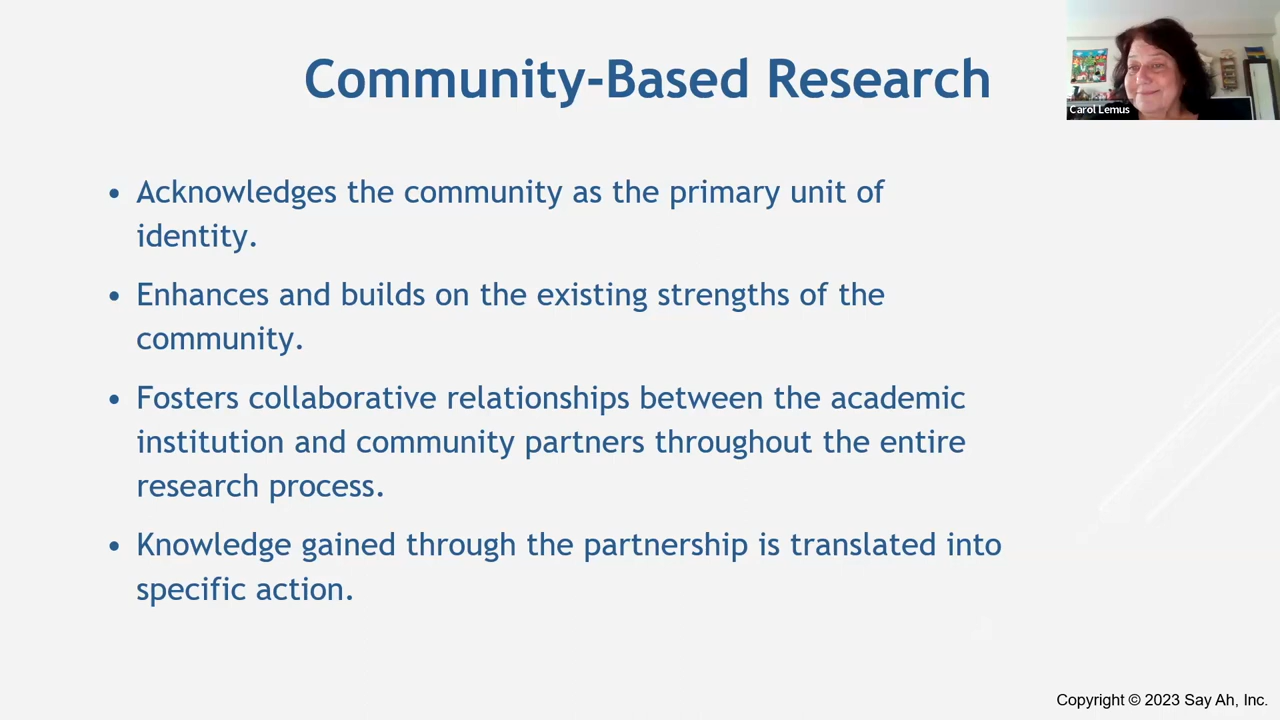 Community-Based Research
Carol Lemus
• Acknowledges the community as the primary unit of
identity.
• Enhances and builds on the existing strengths of the
community.
• Fosters collaborative relationships between the academic
institution and community partners throughout the entire
research process.
• Knowledge gained through the partnership is translated into
specific action.
Copyright © 2023 Say Ah, Inc.